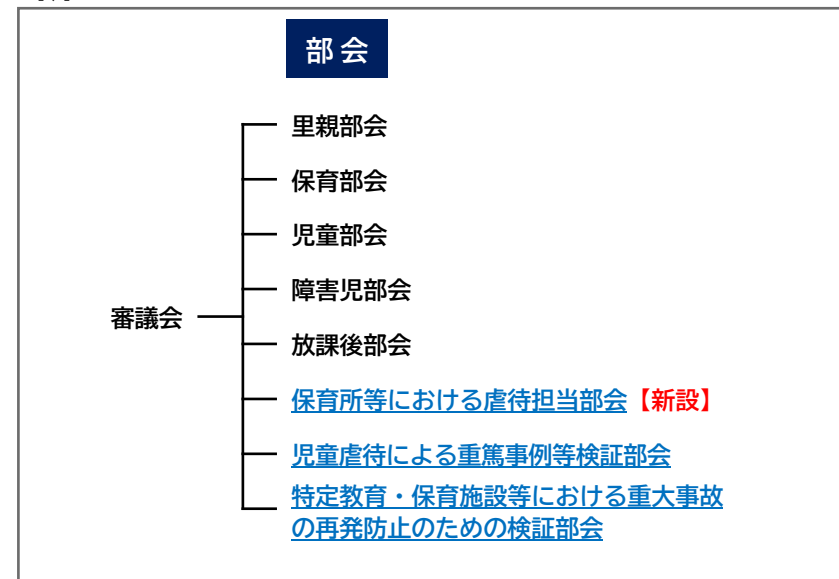 部会
里親部会
保育部会
児童部会
障害児部会
審議会
放課後部会
保育所等における虐待担当部会【新設】
児童虐待による重篤事例等検証部会
特定教育・保育施設等における重大事故
の再発防止のための検証部会